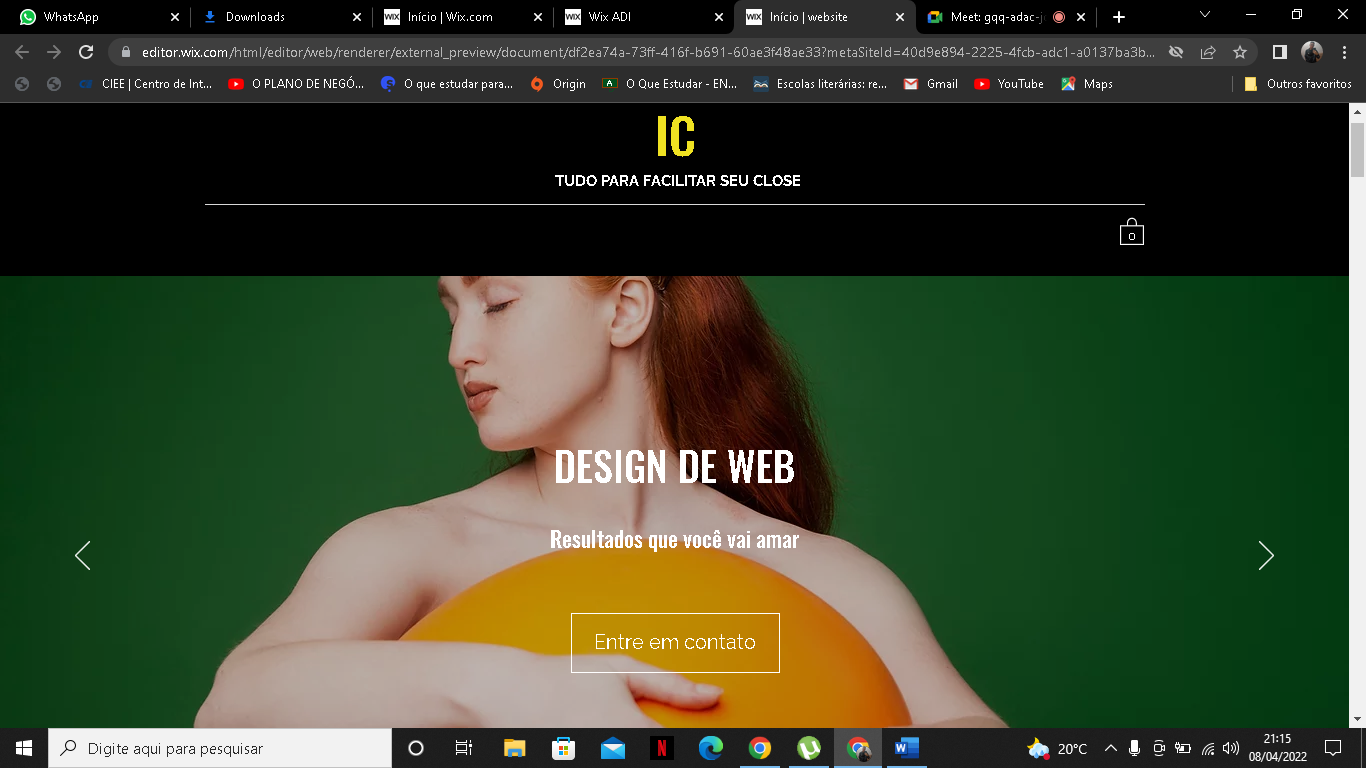 WhatsApp
Downloads
WiX Início | Wix.com
WiX Wix ADI
WiX Início | website
Meet: gqq-adac-jo
editor.wix.com/html/editor/web/renderer/external_preview/document/df2ea74a-73ff-416f-b691-60ae3f48ae33?metaSiteId=40d9e894-2225-4fcb-adc1-a0137ba3b...
CIEE | Centro de Int...
O PLANO DE NEGÓ...
O que estudar para...
Origin
O Que Estudar - EN...
Escolas literárias: re...
Gmail
YouTube
Maps
Outros favoritos
IC
TUDO PARA FACILITAR SEU CLOSE
0
DESIGN DE WEB
Resultados que você vai amar
Entre em contato
Digite aqui para pesquisar
20°C
21:15
08/04/2022